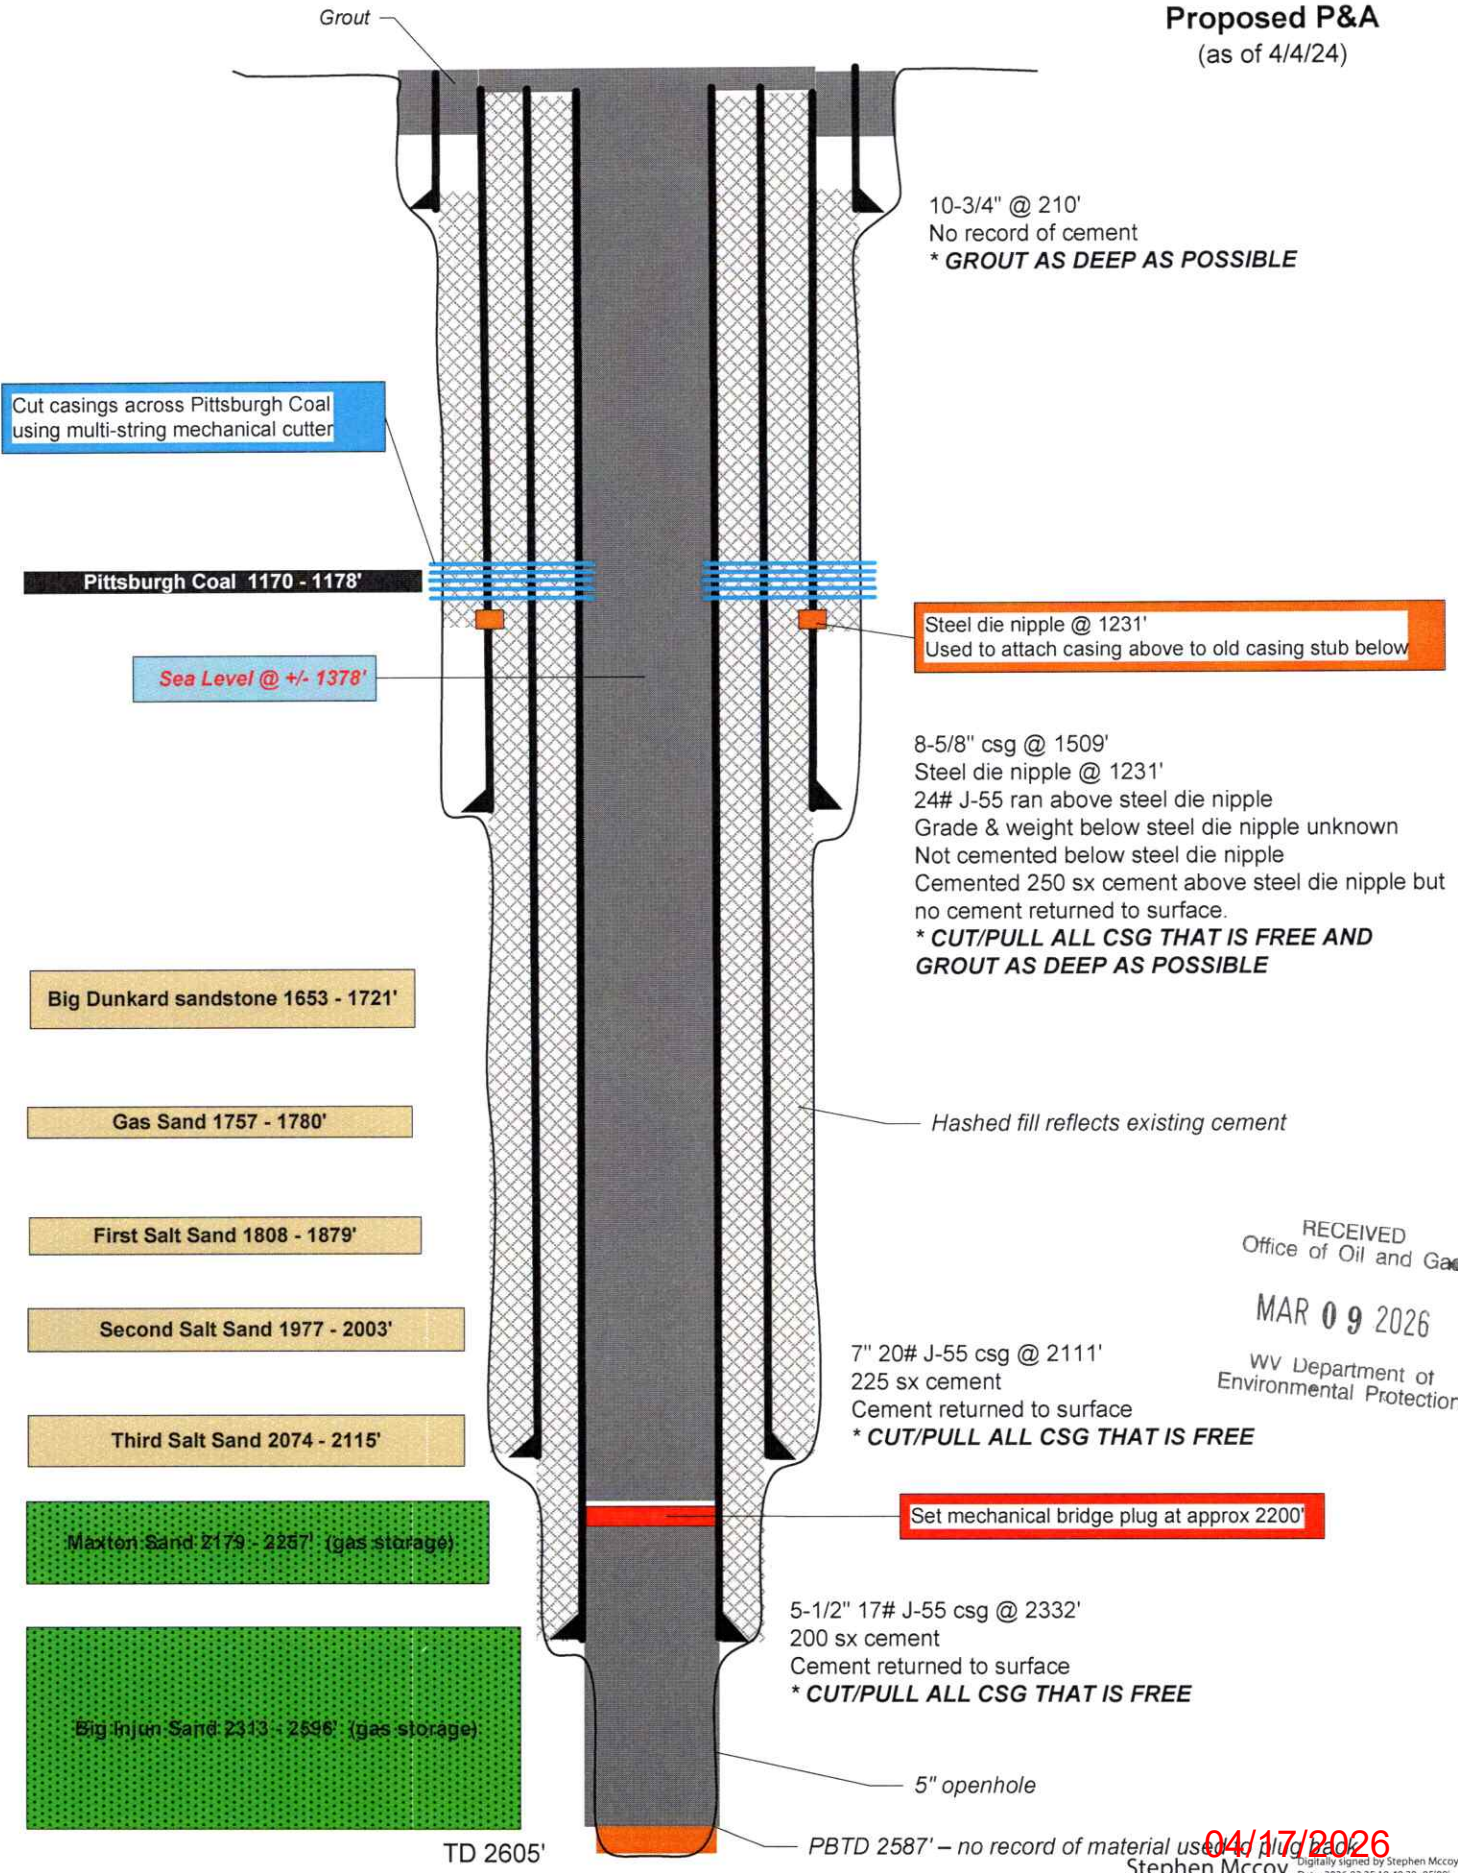 Grout
Proposed P&A
(as of 4/4/24)
10-3/4" @ 210'
No record of cement
* GROUT AS DEEP AS POSSIBLE
Cut casings across Pittsburgh Coal
using multi-string mechanical cutter
Pittsburgh Coal 1170 - 1178'
Steel die nipple @ 1231'
Used to attach casing above to old casing stub below
Sea Level @ +/- 1378'
8-5/8" csg @ 1509'
Steel die nipple @ 1231'
24# J-55 ran above steel die nipple
Grade & weight below steel die nipple unknown
Not cemented below steel die nipple
Cemented 250 sx cement above steel die nipple but
no cement returned to surface.
* CUT/PULL ALL CSG THAT IS FREE AND
GROUT AS DEEP AS POSSIBLE
Big Dunkard sandstone 1653 - 1721'
Gas Sand 1757 - 1780'
Hashed fill reflects existing cement
First Salt Sand 1808 - 1879'
RECEIVED
Office of Oil and Gas
MAR 09 2026
WV Department of
Environmental Protection
Second Salt Sand 1977 - 2003'
7" 20# J-55 csg @ 2111'
225 sx cement
Cement returned to surface
* CUT/PULL ALL CSG THAT IS FREE
Third Salt Sand 2074 - 2115'
Set mechanical bridge plug at approx 2200'
Maxton Sand 2179 - 2257' (gas storage)
5-1/2" 17# J-55 csg @ 2332'
200 sx cement
Cement returned to surface
* CUT/PULL ALL CSG THAT IS FREE
Big Injun Sand 2313 - 2596' (gas storage)
5" openhole
TD 2605'
PBTD 2587' – no record of material used to plug back
04/17/2026
Stephen Mccoy
Digitally signed by Stephen Mccoy